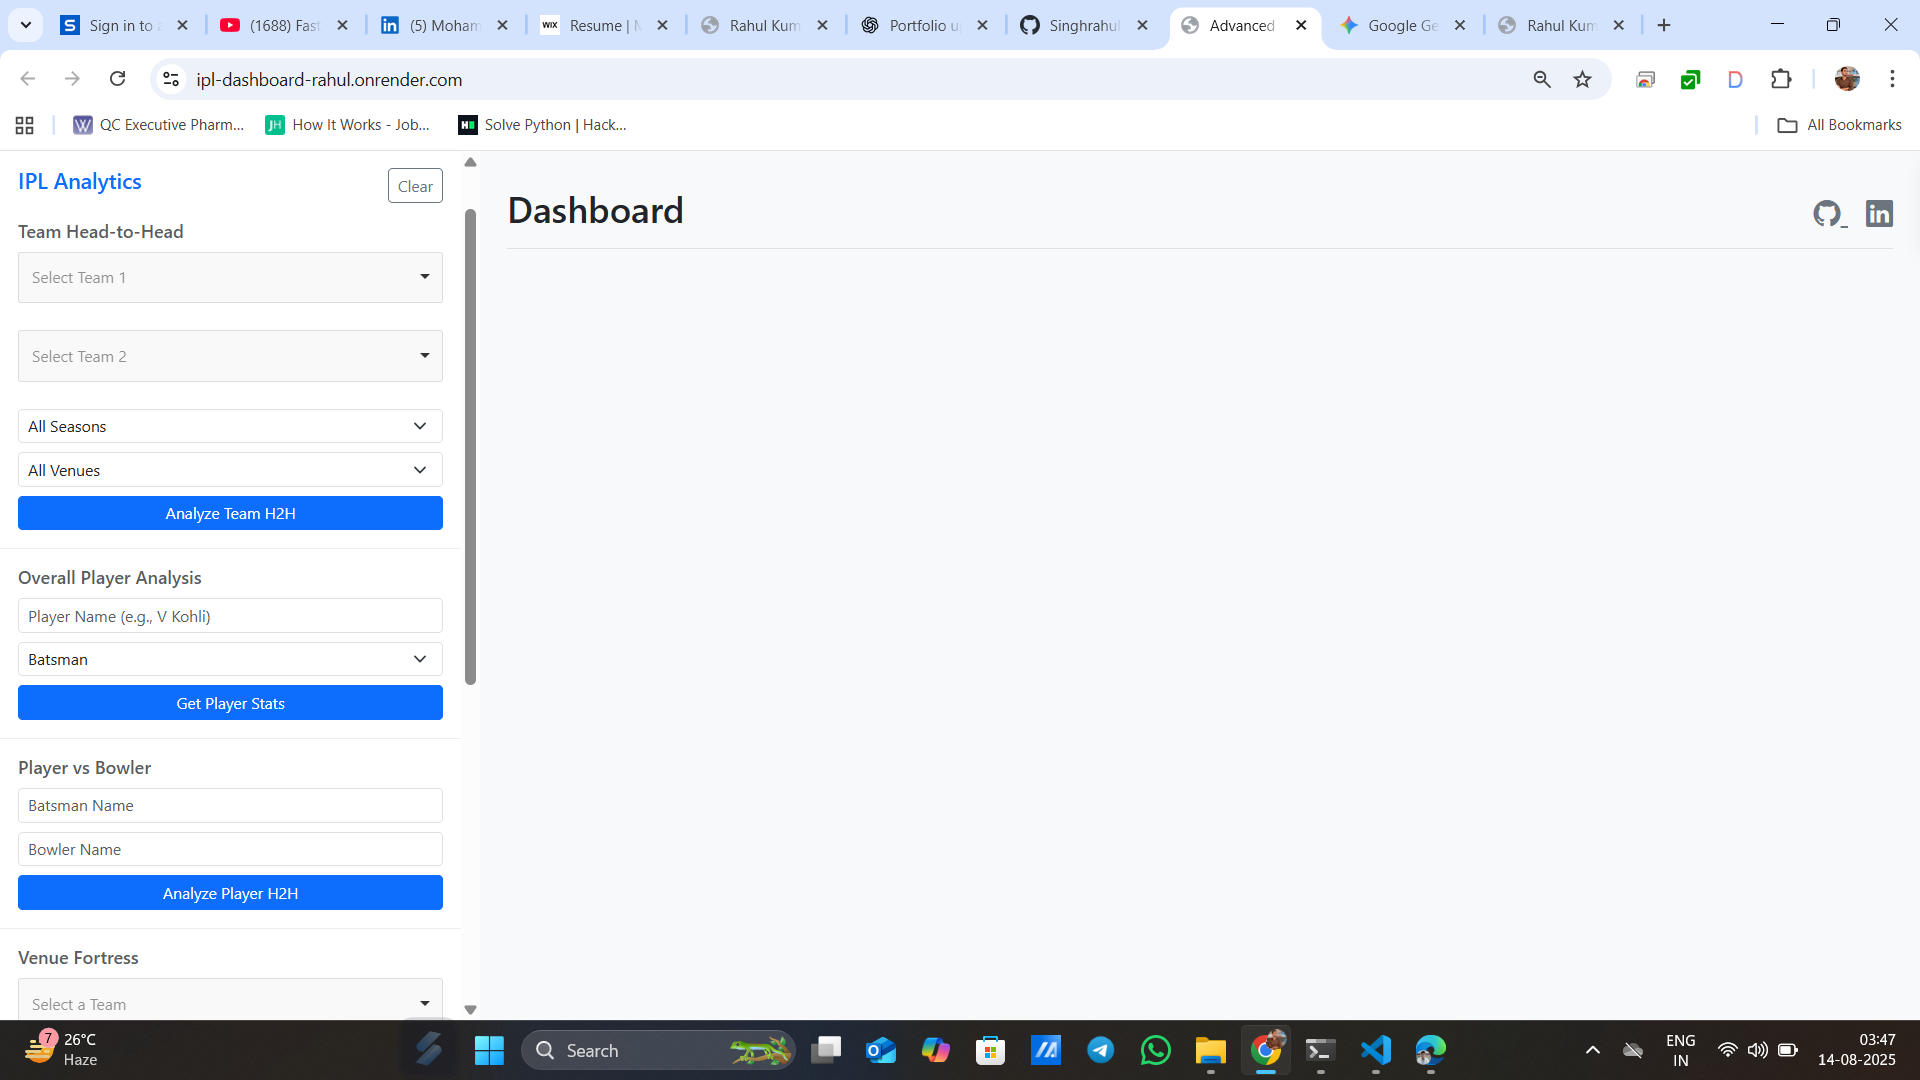 Sign in to a
(1688) Fast
(5) Moham
WIX
Resume | M
Rahul Kum
Portfolio up
Singhrahul
Advanced
Google Ge
Rahul Kum
ipl-dashboard-rahul.onrender.com
QC Executive Pharm...
JH
How It Works - Job...
Solve Python | Hack...
All Bookmarks
IPL Analytics
Clear
Team Head-to-Head
Select Team 1
Select Team 2
All Seasons
All Venues
Analyze Team H2H
Overall Player Analysis
Player Name (e.g., V Kohli)
Batsman
Get Player Stats
Player vs Bowler
Batsman Name
Bowler Name
Analyze Player H2H
Venue Fortress
Select a Team
Dashboard
7
26°C
Haze
Search
ENG
IN
03:47
14-08-2025